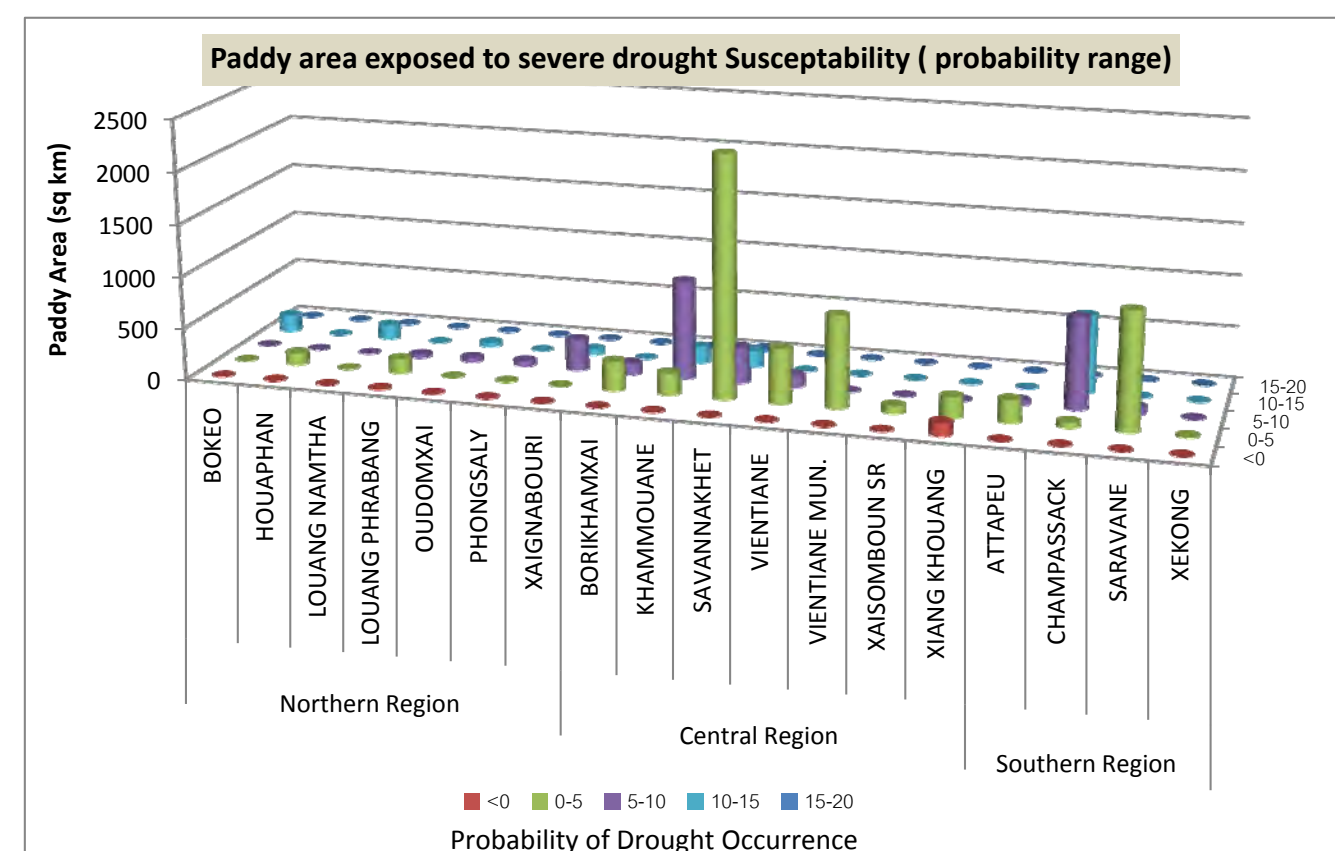 Paddy area exposed to severe drought Susceptability ( probability range)
Paddy Area (sq km)
2500
2000
1500
1000
500
0
15-20
10-15
5-10
0-5
<0
BOKEO
HOUAPHAN
LOUANG NAMTHA
LOUANG PHRABANG
OUDOMXAI
PHONGSALY
XAIGNABOURI
BORIKHAMXAI
KHAMMOUANE
SAVANNAKHET
VIENTIANE
VIENTIANE MUN.
XAISOMBOUN SR
XIANG KHOUANG
ATTAPEU
CHAMPASSACK
SARAVANE
XEKONG
Northern Region
Central Region
Southern Region
<0 0-5 5-10 10-15 15-20
Probability of Drought Occurrence